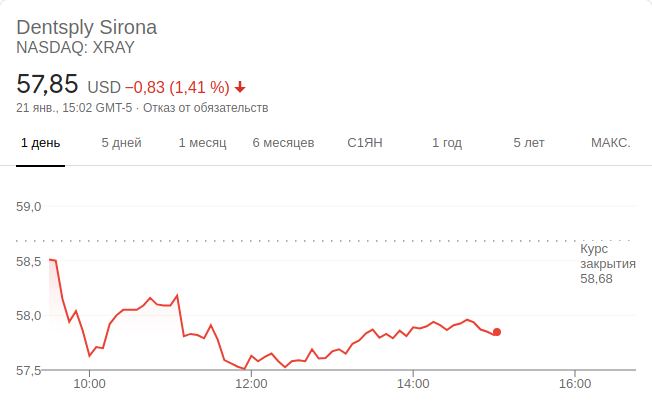 Dentsply Sirona
NASDAQ: XRAY
57,85 USD −0,83 (1,41 %)
21 янв., 15:02 GMT-5 · Отказ от обязательств
1 день 5 дней 1 месяц 6 месяцев С1ЯН 1 год 5 лет МАКС.
59,0
Курс
58,5 закрытия
58,68
58,0
57,5
10:00 12:00 14:00 16:00